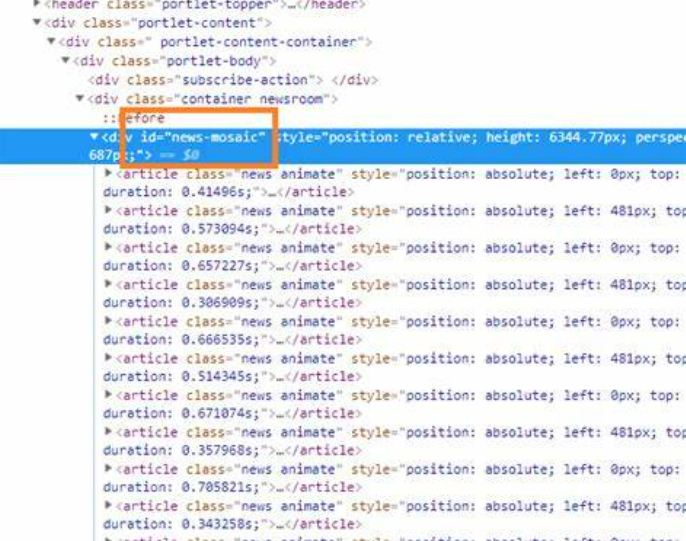 <header class="portlet-topper">…</header>
<div class="portlet-content">
<div class=" portlet-content-container">
<div class="portlet-body">
<div class="subscribe-action"> </div>
<div class="container newsroom">
::efore
<div id="news-mosaic" style="position: relative; height: 6344.77px; perspec
687px;"> == $0
<article class="news animate" style="position: absolute; left: 0px; top:
duration: 0.41496s;">…</article>
<article class="news animate" style="position: absolute; left: 481px; top
duration: 0.573094s;">…</article>
<article class="news animate" style="position: absolute; left: 0px; top:
duration: 0.657227s;">…</article>
<article class="news animate" style="position: absolute; left: 481px; top
duration: 0.306909s;">…</article>
<article class="news animate" style="position: absolute; left: 0px; top:
duration: 0.666535s;">…</article>
<article class="news animate" style="position: absolute; left: 481px; top
duration: 0.514345s;">…</article>
<article class="news animate" style="position: absolute; left: 0px; top:
duration: 0.671074s;">…</article>
<article class="news animate" style="position: absolute; left: 481px; top
duration: 0.357968s;">…</article>
<article class="news animate" style="position: absolute; left: 0px; top:
duration: 0.705821s;">…</article>
<article class="news animate" style="position: absolute; left: 481px; top
duration: 0.343258s;">…</article>